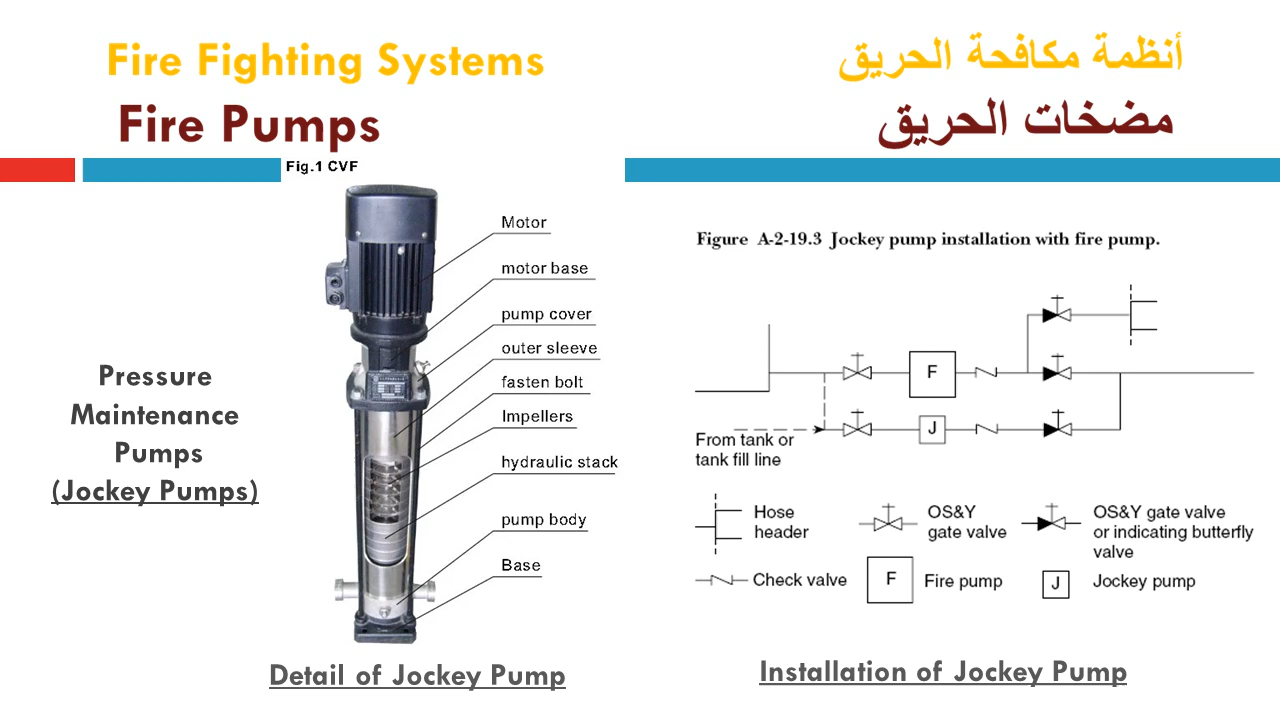 Fire Fighting Systems
أنظمة مكافحة الحريق
Fire Pumps
مضخات الحريق
Fig.1 CVF
Motor
motor base
pump cover
outer sleeve
fasten bolt
Impellers
hydraulic stack
pump body
Base
Pressure
Maintenance
Pumps
(Jockey Pumps)
Detail of Jockey Pump
Figure A-2-19.3 Jockey pump installation with fire pump.
F
J
From tank or
tank fill line
Hose
header
OS&Y
gate valve
OS&Y gate valve
or indicating butterfly
valve
Check valve
F
Fire pump
J
Jockey pump
Installation of Jockey Pump